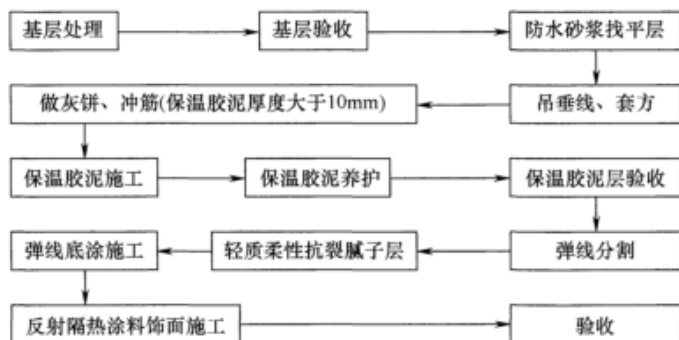 基层处理
基层验收
防水砂浆找平层
吊垂线、套方
做灰饼、冲筋(保温胶泥厚度大于10mm)
保温胶泥施工
保温胶泥养护
保温胶泥层验收
弹线分割
轻质柔性抗裂腻子层
弹线底涂施工
反射隔热涂料饰面施工
验收